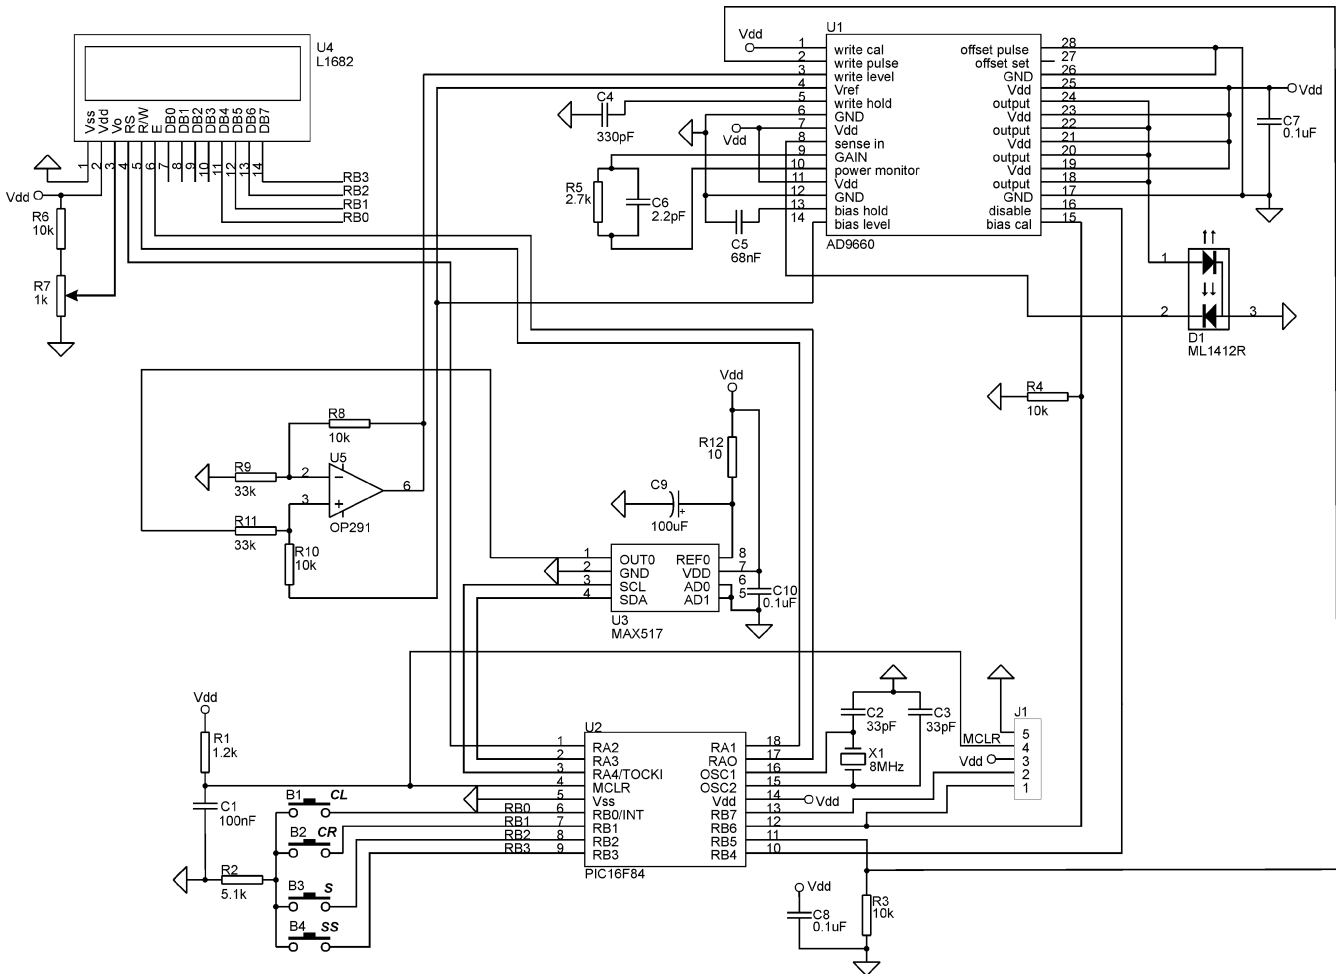 U4
L1682
Vss
Vdd
Vo
RS
R/W
E
DB0
DB1
DB2
DB3
DB4
DB5
DB6
DB7
1
2
3
4
5
6
7
8
9
10
11
12
13
14
RB3
RB2
RB1
RB0
Vdd
R6
10k
R7
1k
U1
Vdd
1 write cal
2 write pulse
3 write level
4 Vref
5 write hold
6 GND
7 Vdd
8 sense in
9 GAIN
10 power monitor
11 Vdd
12 GND
13 bias hold
14 bias level
offset pulse 28
offset set 27
GND 26
Vdd 25
output 24
Vdd 23
output 22
Vdd 21
output 20
Vdd 19
output 18
GND 17
disable 16
bias cal 15
AD9660
C4
330pF
Vdd
R5
2.7k
C6
2.2pF
C5
68nF
Vdd
C7
0.1uF
1
2
3
D1
ML1412R
R4
10k
R8
10k
U5
R9
33k
2
-
3
+
6
R11
33k
OP291
R10
10k
Vdd
R12
10
C9
+
100uF
1 OUT0
2 GND
3 SCL
4 SDA
REF0 8
VDD 7
AD0 6
AD1 5
C10
0.1uF
U3
MAX517
Vdd
R1
1.2k
C1
100nF
R2
5.1k
B1 CL
B2 CR
B3 S
B4 SS
RB0
RB1
RB2
RB3
U2
1 RA2
2 RA3
3 RA4/TOCKI
4 MCLR
5 Vss
6 RB0/INT
7 RB1
8 RB2
9 RB3
RA1 18
RAO 17
OSC1 16
OSC2 15
Vdd 14
RB7 13
RB6 12
RB5 11
RB4 10
PIC16F84
Vdd
C2
33pF
C3
33pF
X1
8MHz
J1
5
MCLR 4
Vdd 3
2
1
Vdd
C8
0.1uF
R3
10k